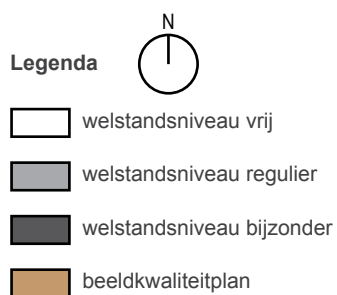 N
Legenda
welstandsniveau vrij
welstandsniveau regulier
welstandsniveau bijzonder
beeldkwaliteitplan